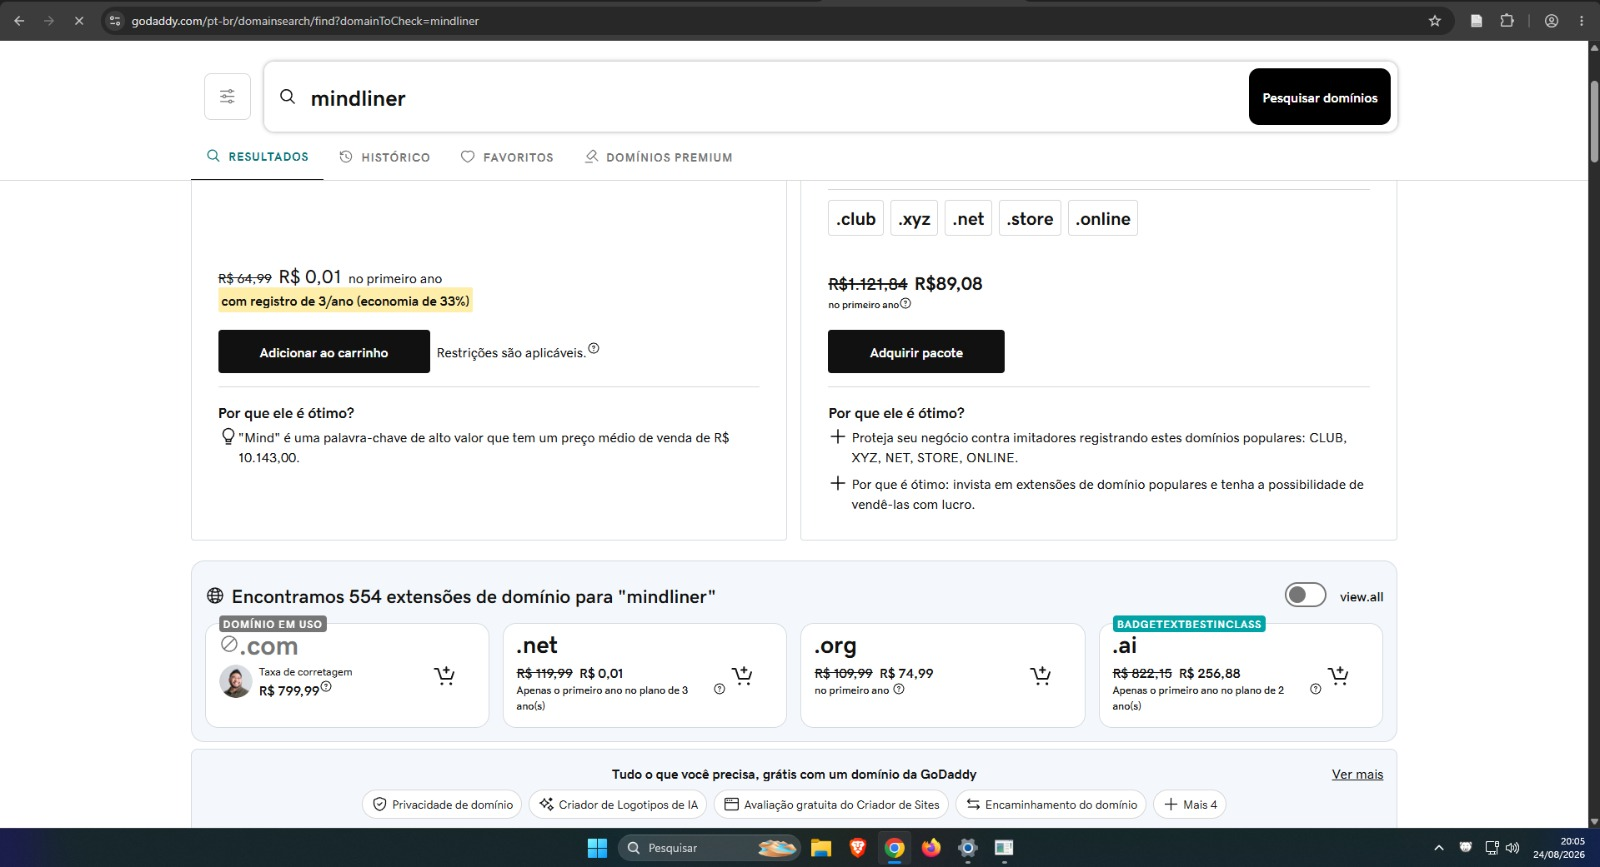 godaddy.com/pt-br/domainsearch/find?domainToCheck=mindliner
mindliner
Pesquisar domínios
RESULTADOS
HISTÓRICO
FAVORITOS
DOMÍNIOS PREMIUM
.club
.xyz
.net
.store
.online
R$ 64,99 R$ 0,01 no primeiro ano
com registro de 3/ano (economia de 33%)
Adicionar ao carrinho
Restrições são aplicáveis.
Por que ele é ótimo?
"Mind" é uma palavra-chave de alto valor que tem um preço médio de venda de R$
10.143,00.
R$1.121,84 R$89,08
no primeiro ano
Adquirir pacote
Por que ele é ótimo?
Proteja seu negócio contra imitadores registrando estes domínios populares: CLUB,
XYZ, NET, STORE, ONLINE.
Por que é ótimo: invista em extensões de domínio populares e tenha a possibilidade de
vendê-las com lucro.
Encontramos 554 extensões de domínio para "mindliner"
view.all
DOMÍNIO EM USO
.com
Taxa de corretagem
R$ 799,99
.net
R$ 119,99 R$ 0,01
Apenas o primeiro ano no plano de 3
ano(s)
.org
R$ 109,99 R$ 74,99
no primeiro ano
BADGETEXTBESTINCLASS
.ai
R$ 822,15 R$ 256,88
Apenas o primeiro ano no plano de 2
ano(s)
Tudo o que você precisa, grátis com um domínio da GoDaddy
Ver mais
Privacidade de domínio
Criador de Logotipos de IA
Avaliação gratuita do Criador de Sites
Encaminhamento do domínio
Mais 4
Pesquisar
20:05
24/08/2026